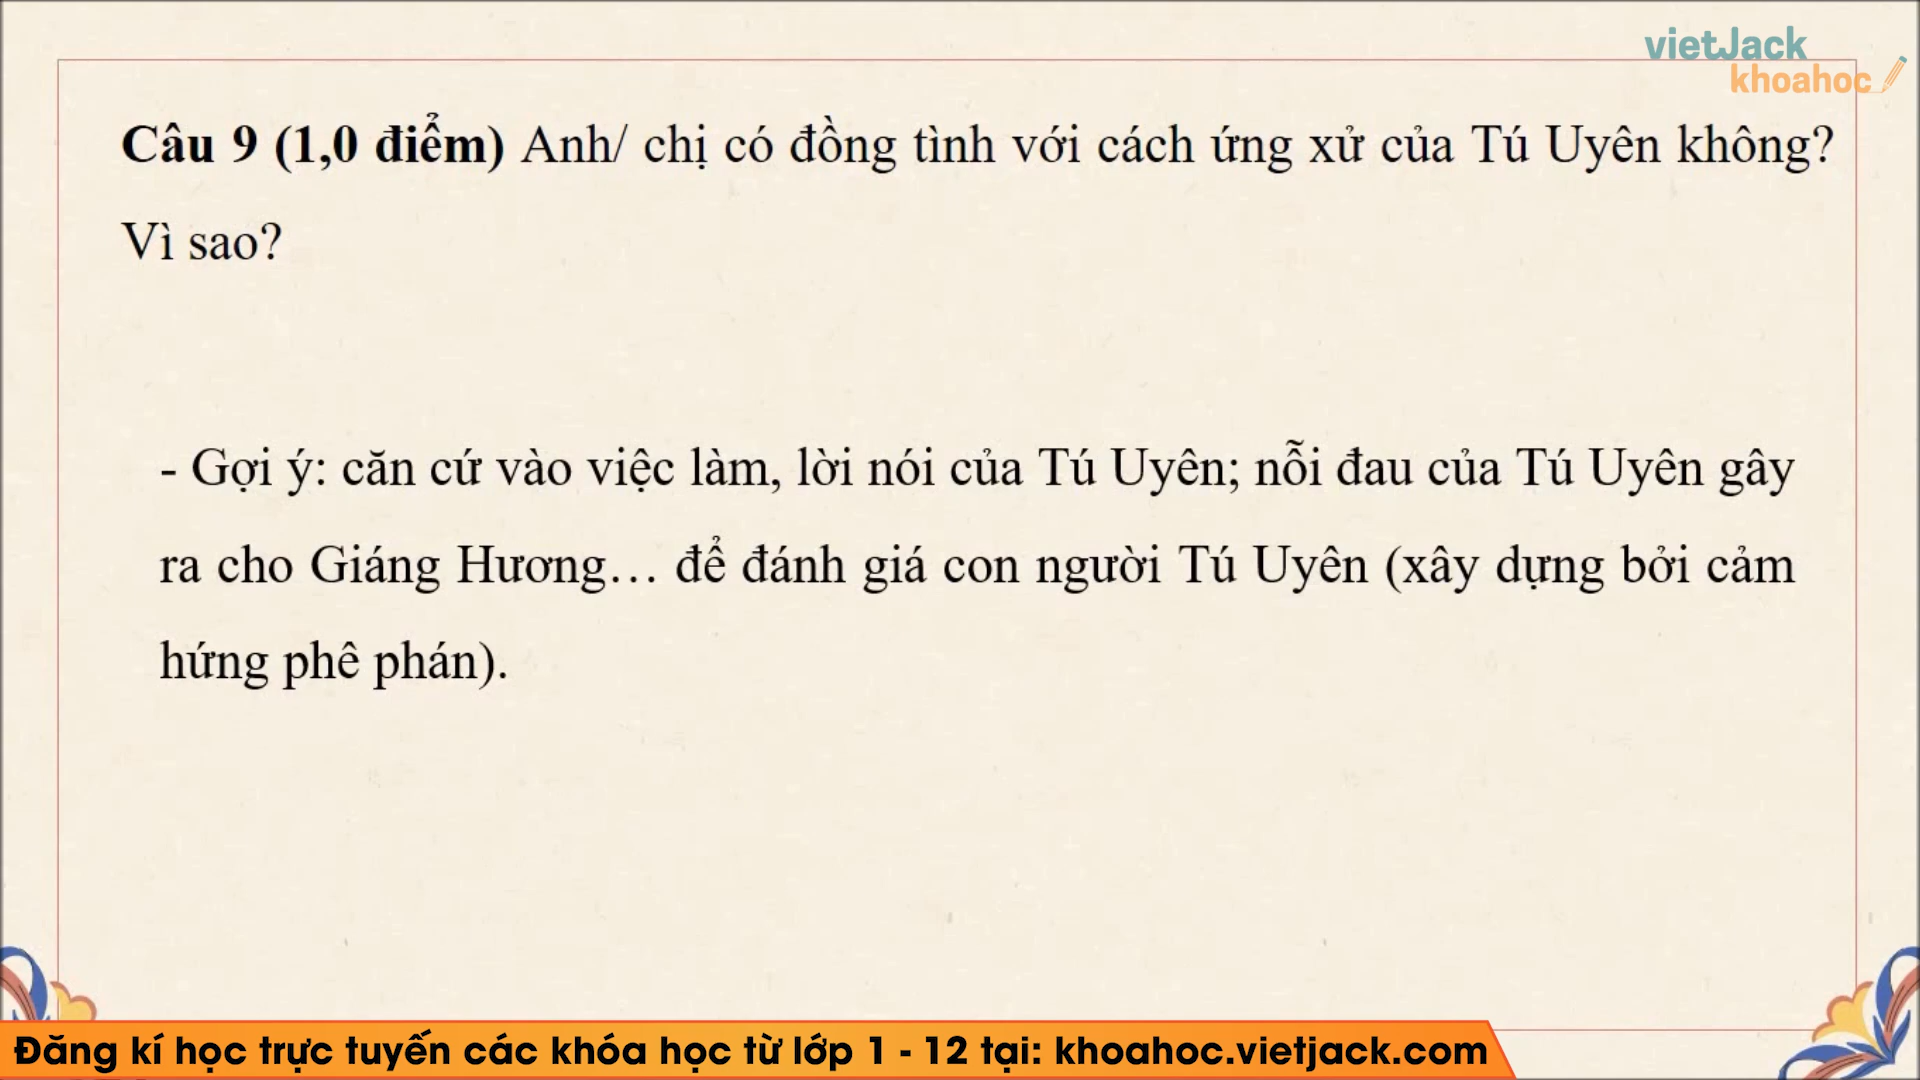 vietJack
khoahoc
Câu 9 (1,0 điểm) Anh/ chị có đồng tình với cách ứng xử của Tú Uyên không?
Vì sao?
- Gợi ý: căn cứ vào việc làm, lời nói của Tú Uyên; nỗi đau của Tú Uyên gây
ra cho Giáng Hương… để đánh giá con người Tú Uyên (xây dựng bởi cảm
hứng phê phán).
Đăng kí học trực tuyến các khóa học từ lớp 1 - 12 tại: khoahoc.vietjack.com